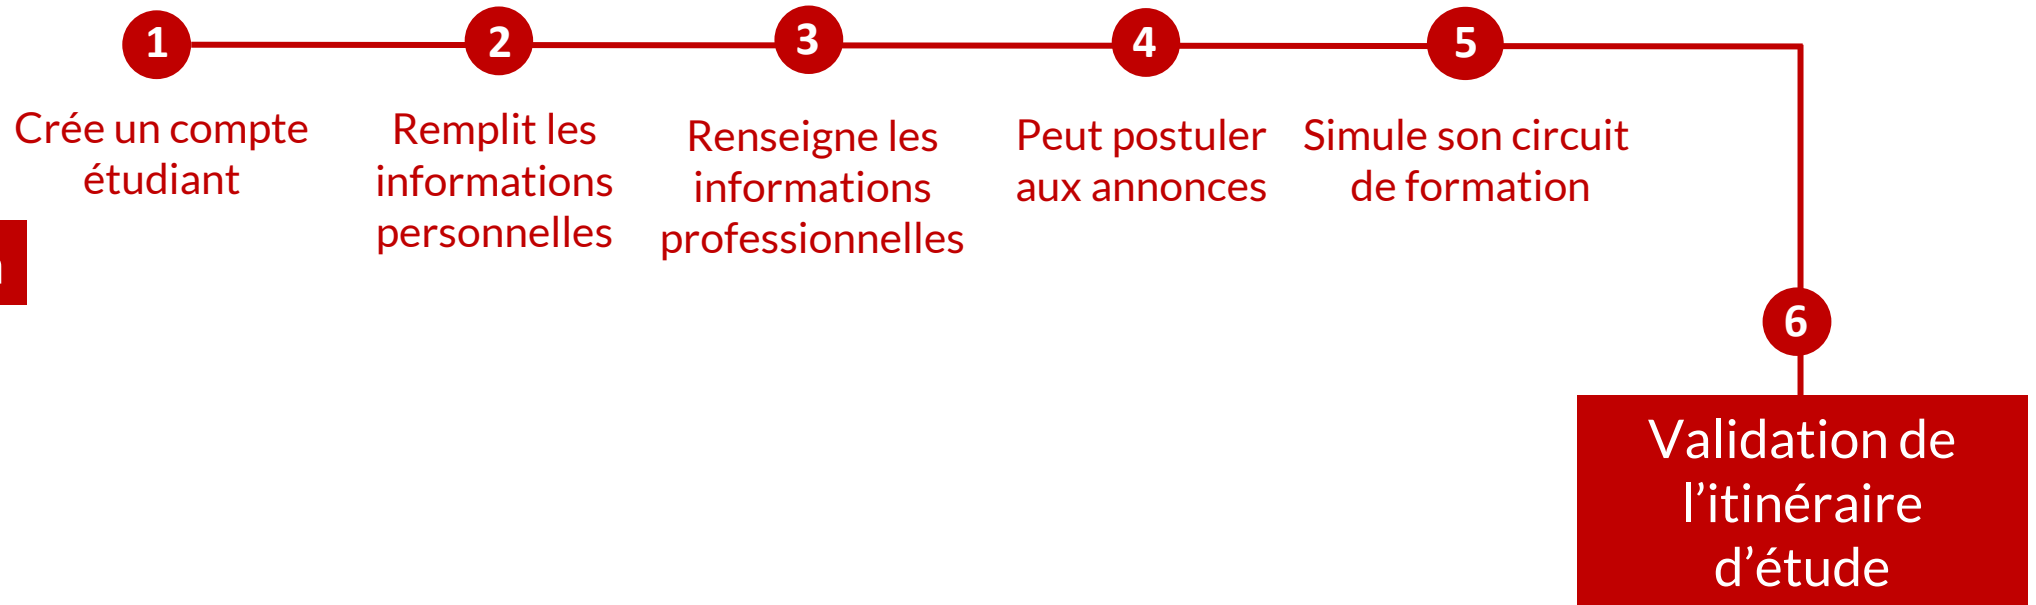 1
2
3
4
5
Crée un compte
étudiant
Remplit les
informations
personnelles
Renseigne les
informations
professionnelles
Peut postuler
aux annonces
Simule son circuit
de formation
6
Validation de
l’itinéraire
d’étude